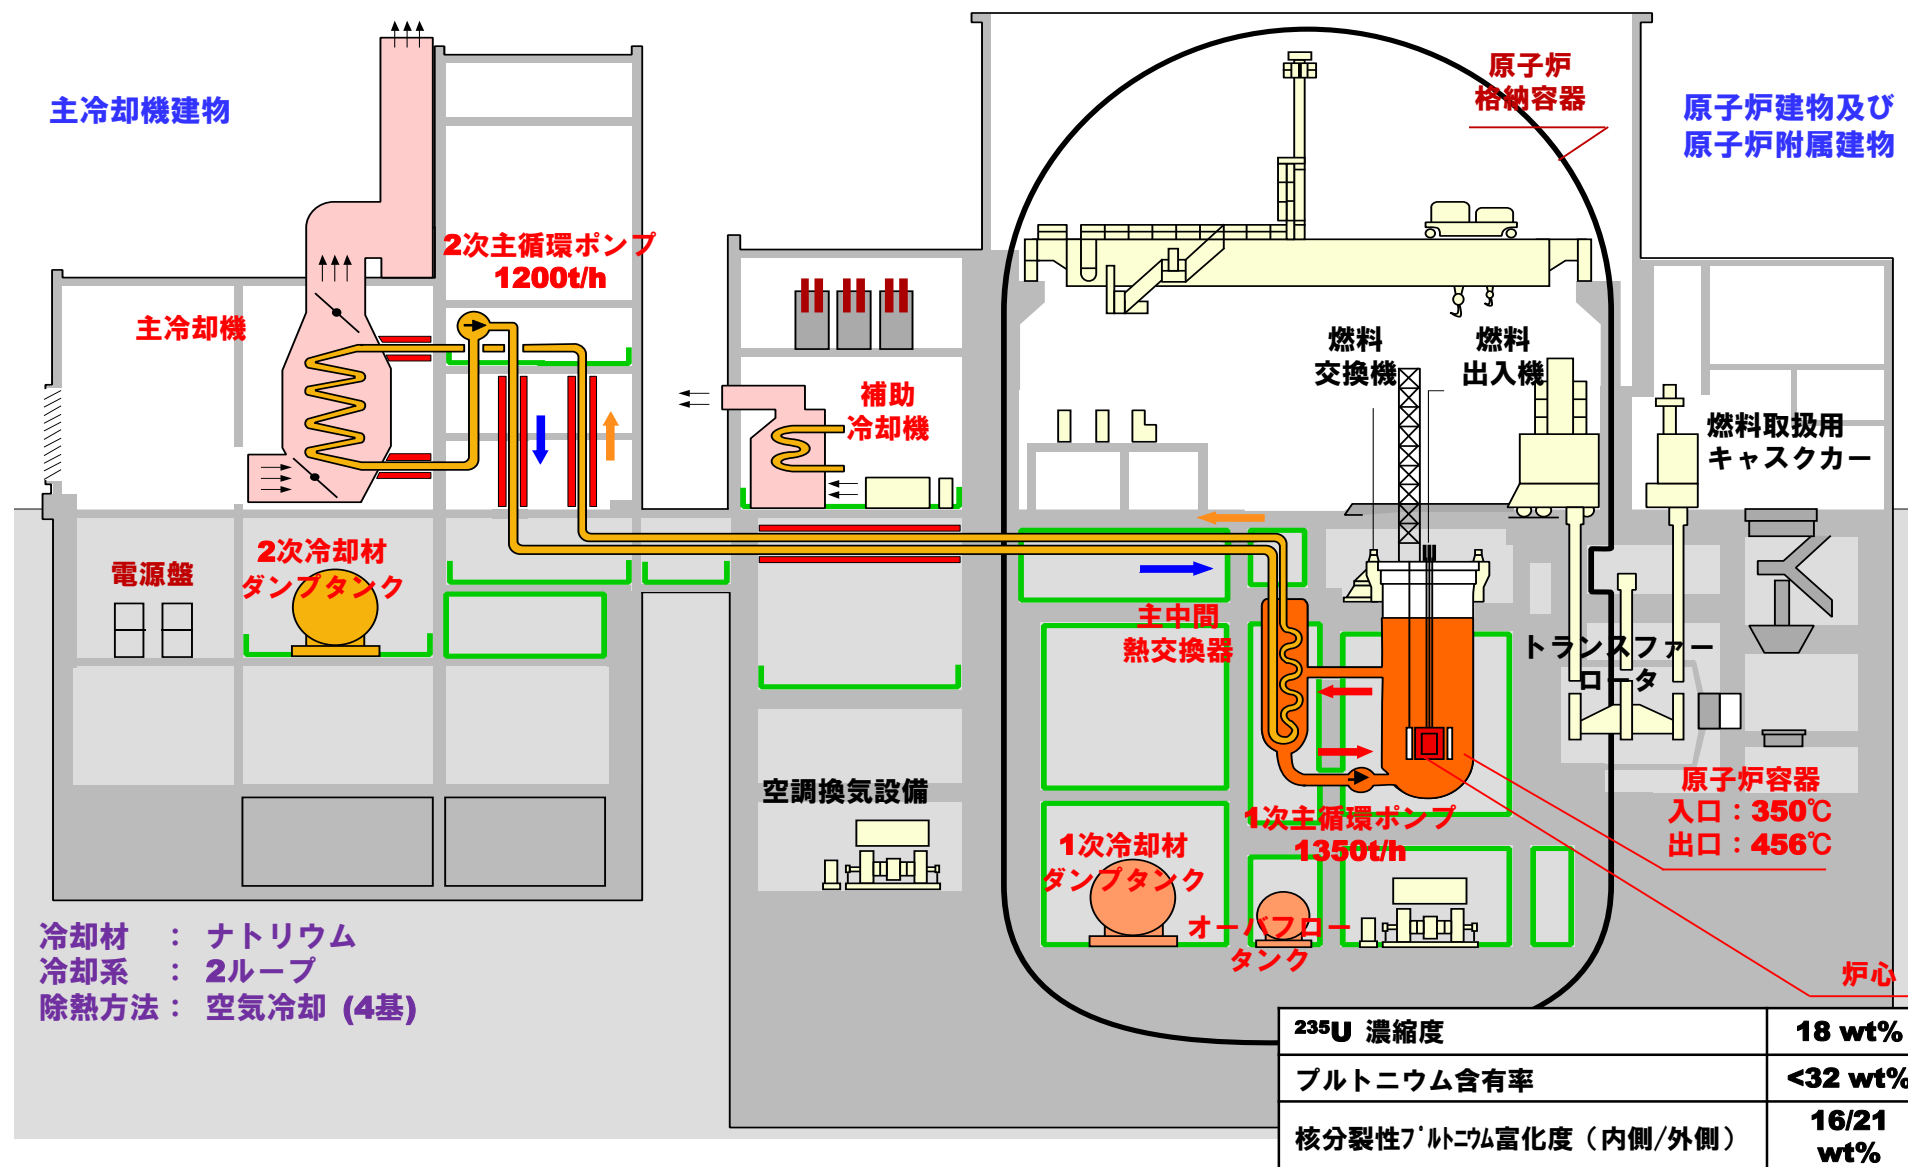 主冷却機建物
原子炉
格納容器
原子炉建物及び
原子炉附属建物
2次主循環ポンプ
1200t/h
主冷却機
補助
冷却機
燃料
交換機
燃料
出入機
燃料取扱用
キャスクカー
電源盤
2次冷却材
ダンプタンク
主中間
熱交換器
トランスファー
ロータ
空調換気設備
原子炉容器
入口：350℃
出口：456℃
1次主循環ポンプ
1350t/h
1次冷却材
ダンプタンク
オーバフロー
タンク
炉心
冷却材 ： ナトリウム
冷却系 ： 2ループ
除熱方法： 空気冷却 (4基)
²³⁵U 濃縮度 18 wt%
プルトニウム含有率 <32 wt%
核分裂性プルトニウム富化度（内側/外側） 16/21
wt%